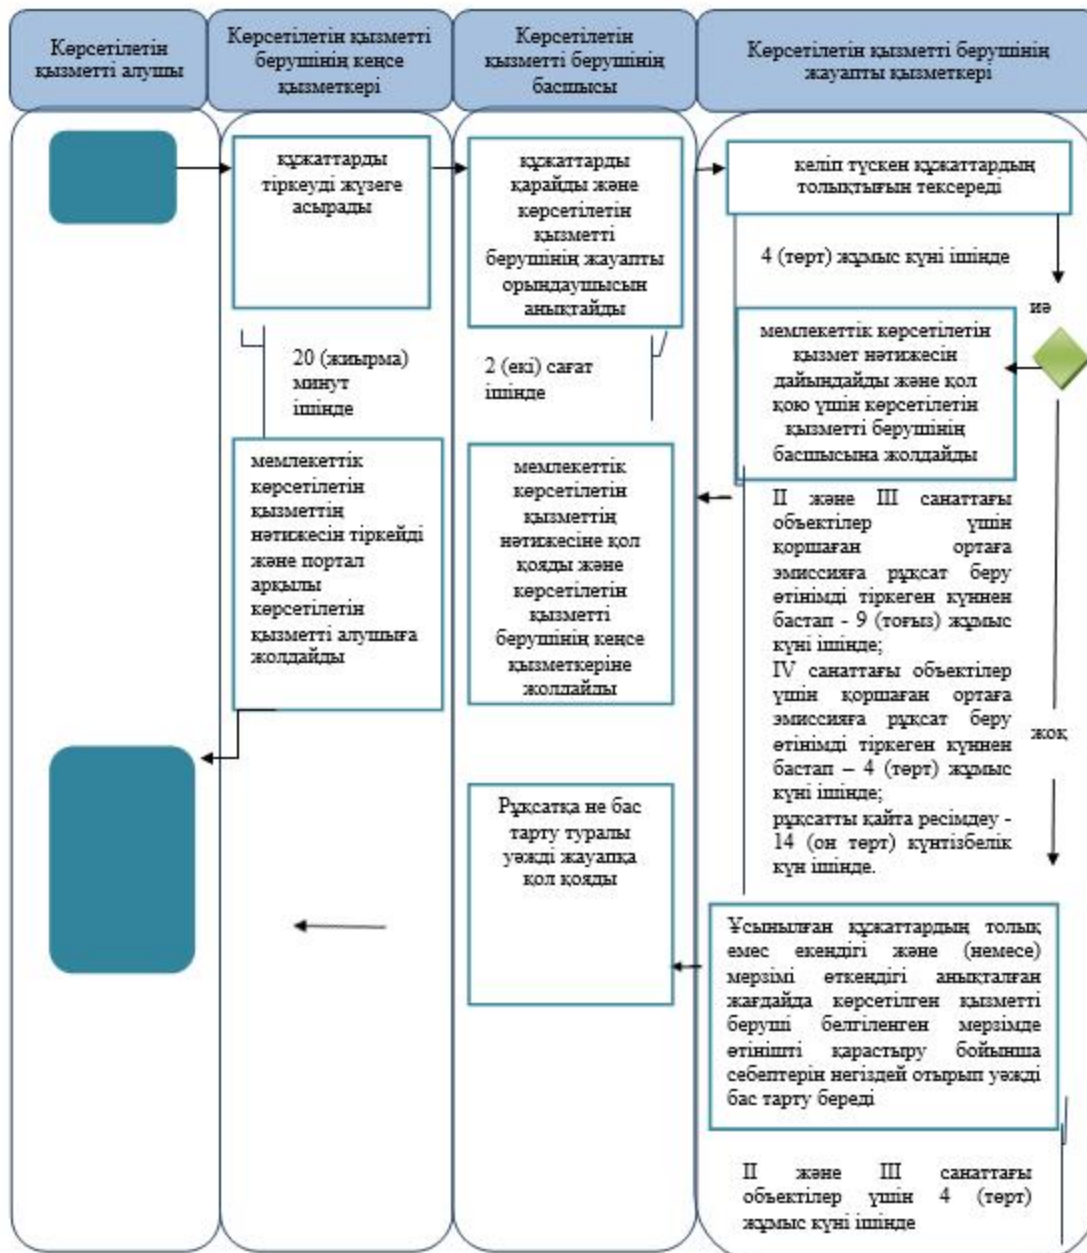 Көрсетілетін
қызметті алушы
Көрсетілетін қызметті
берушінің кеңсе
қызметкері
Көрсетілетін
қызметті берушінің
басшысы
Көрсетілетін қызметті берушінің
жауапты қызметкері
құжаттарды
тіркеуді жүзеге
асырады
құжаттарды
қарайды және
көрсетілетін
қызметті
берушінің жауапты
орындаушысын
анықтайды
келіп түскен құжаттардың
толықтығын тексереді
4 (төрт) жұмыс күні ішінде
иә
20 (жиырма)
минут
ішінде
2 (екі) сағат
ішінде
мемлекеттік көрсетілетін
қызмет нәтижесін
дайындайды және қол
қою үшін көрсетілетін
қызметті берушінің
басшысына жолдайды
мемлекеттік
көрсетілетін
қызметтің
нәтижесін тіркейді
және портал
арқылы
көрсетілетін
қызметті алушыға
жолдайды
мемлекеттік
көрсетілетін
қызметтің
нәтижесіне қол
қояды және
көрсетілетін
қызметті
берушінің кеңсе
қызметкеріне
жолдайды
II және III санаттағы
объектілер үшін
қоршаған ортаға
эмиссияға рұқсат беру
өтінімді тіркеген күннен
бастап - 9 (тоғыз) жұмыс
күні ішінде;
IV санаттағы объектілер
үшін қоршаған ортаға
эмиссияға рұқсат беру
өтінімді тіркеген күннен
бастап – 4 (төрт) жұмыс
күні ішінде;
рұқсатты қайта ресімдеу -
14 (он төрт) күнтізбелік
күн ішінде.
жоқ
Рұқсатқа не бас
тарту туралы
уәжді жауапқа
қол қояды
Ұсынылған құжаттардың толық
емес екендігі және (немесе)
мерзімі өткендігі анықталған
жағдайда көрсетілген қызметті
беруші белгіленген мерзімде
өтінішті қарастыру бойынша
себептерін негіздей отырып уәжді
бас тарту береді
II және III санаттағы
объектілер үшін 4 (төрт)
жұмыс күні ішінде